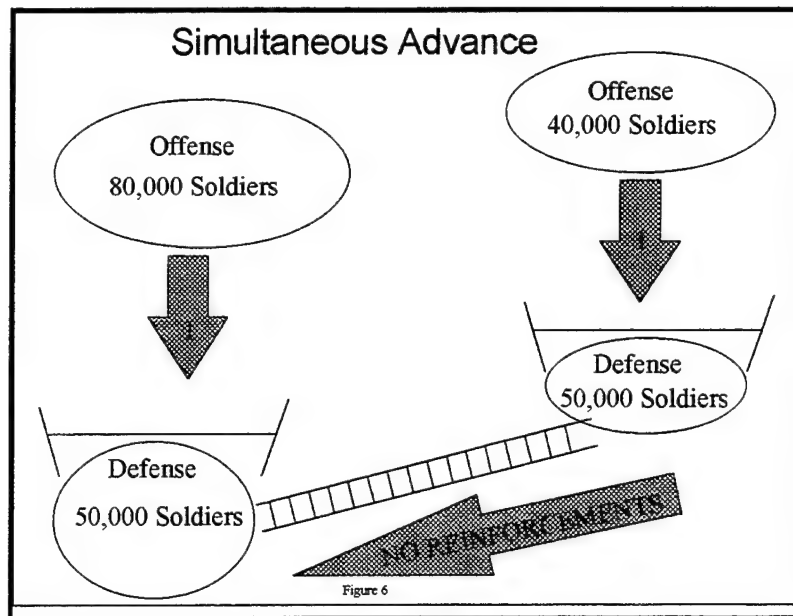 Simultaneous Advance
Offense
80,000 Soldiers
Offense
40,000 Soldiers
1
1
Defense
50,000 Soldiers
Defense
50,000 Soldiers
NO REINFORCEMENTS
Figure 6